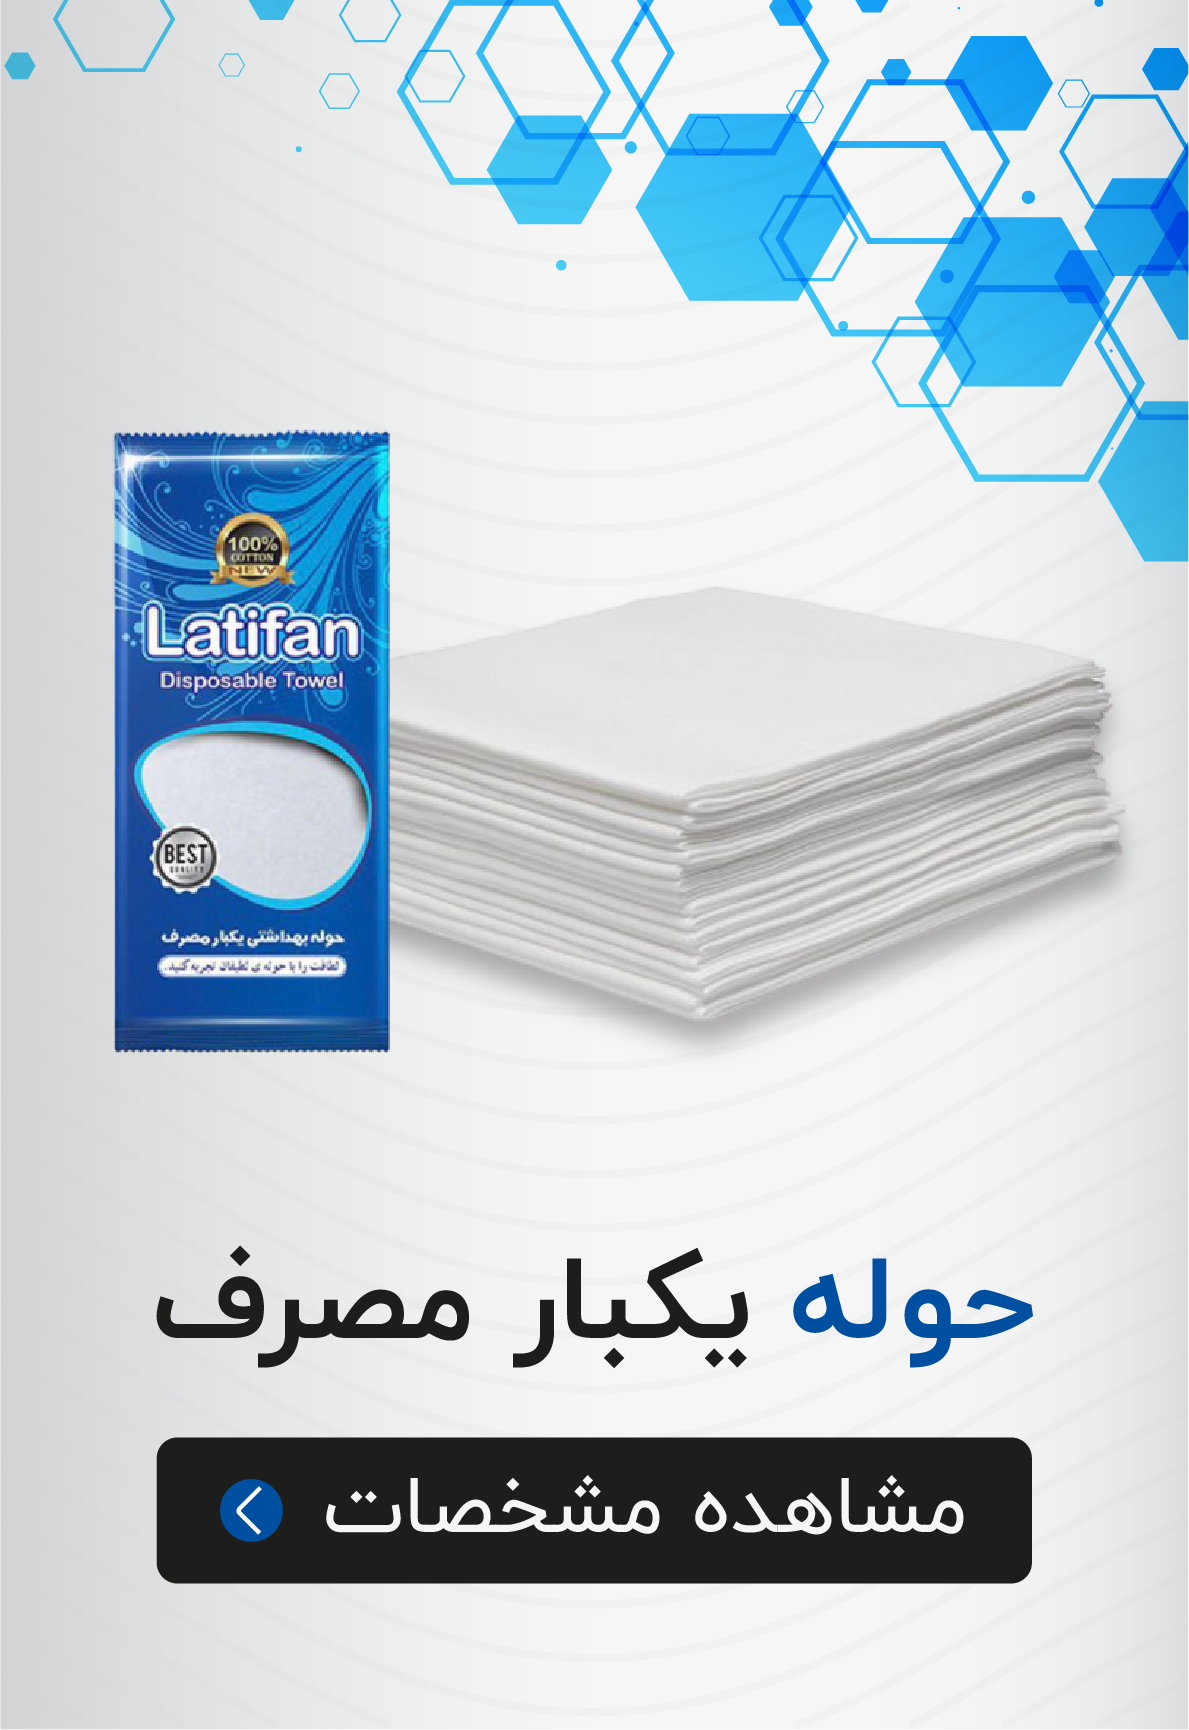 100%
COTTON
NEW
Latifan
Disposable Towel
BEST
QUALITY
حوله بهداشتی یکبار مصرف
لطافت را با حوله ی لطیفان تجربه کنید.
حوله یکبار مصرف
مشاهده مشخصات